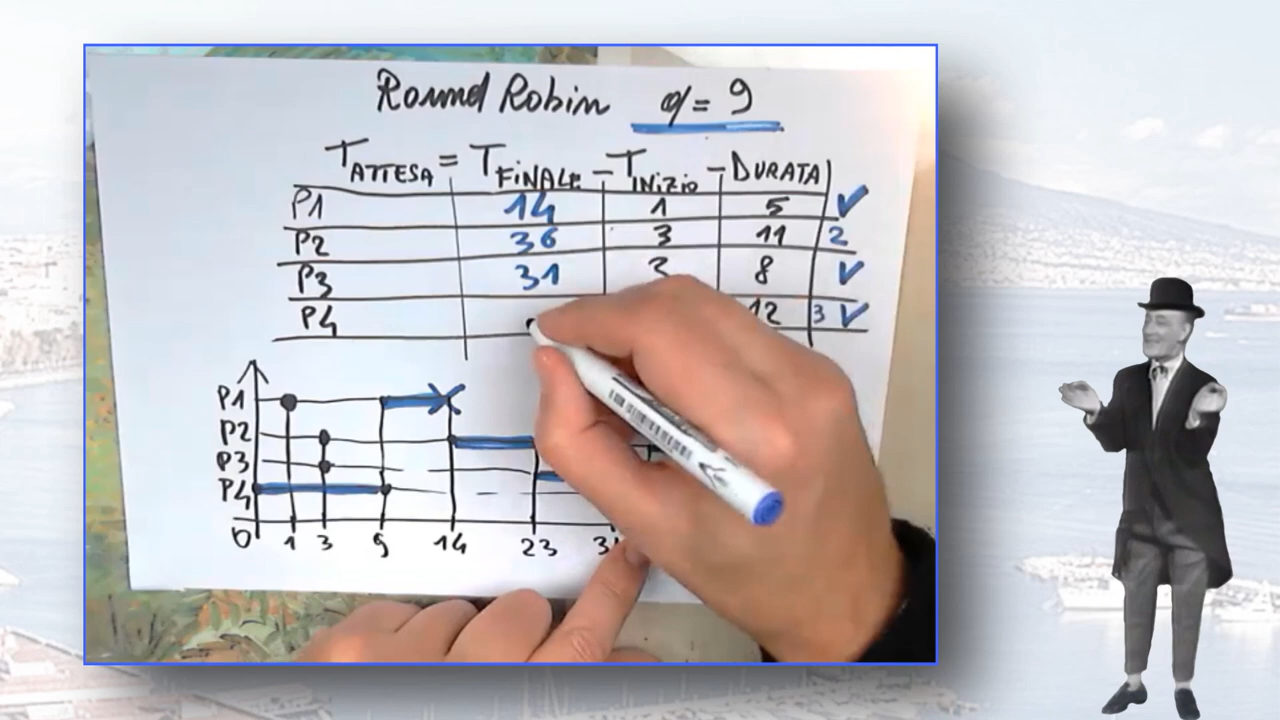 Round Robin q = 9
TATTESA = TFINALE - TINIZIO - DURATA
P1 14 1 5 ✓
P2 36 3 11 2
P3 31 3 8 ✓
P4 12 3 ✓
P1
P2
P3
P4
0 1 3 9 14 23